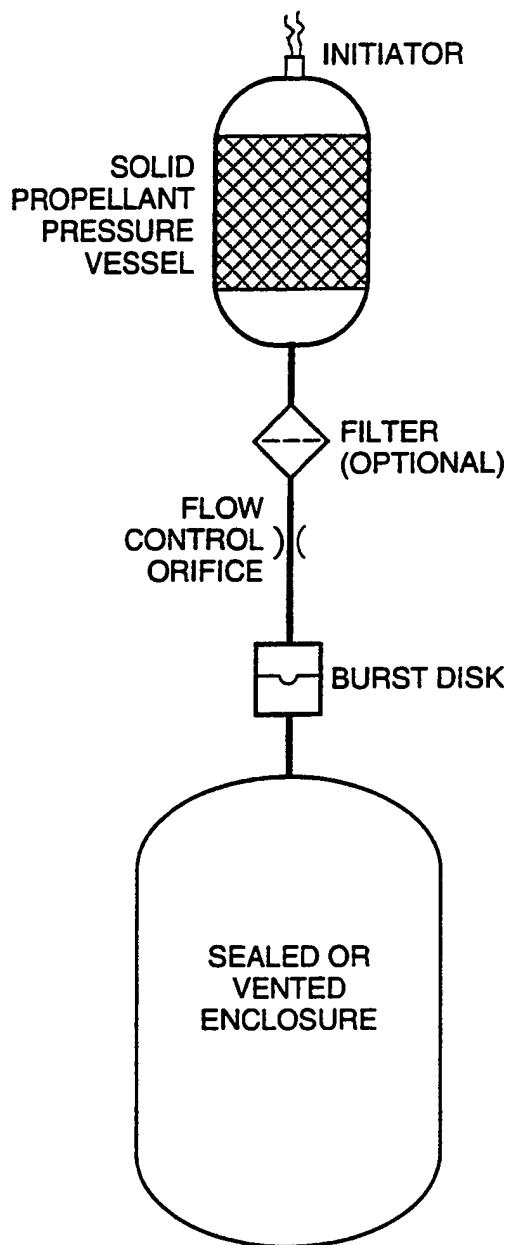 INITIATOR
SOLID
PROPELLANT
PRESSURE
VESSEL
FILTER
(OPTIONAL)
FLOW
CONTROL
ORIFICE
BURST DISK
SEALED OR
VENTED
ENCLOSURE